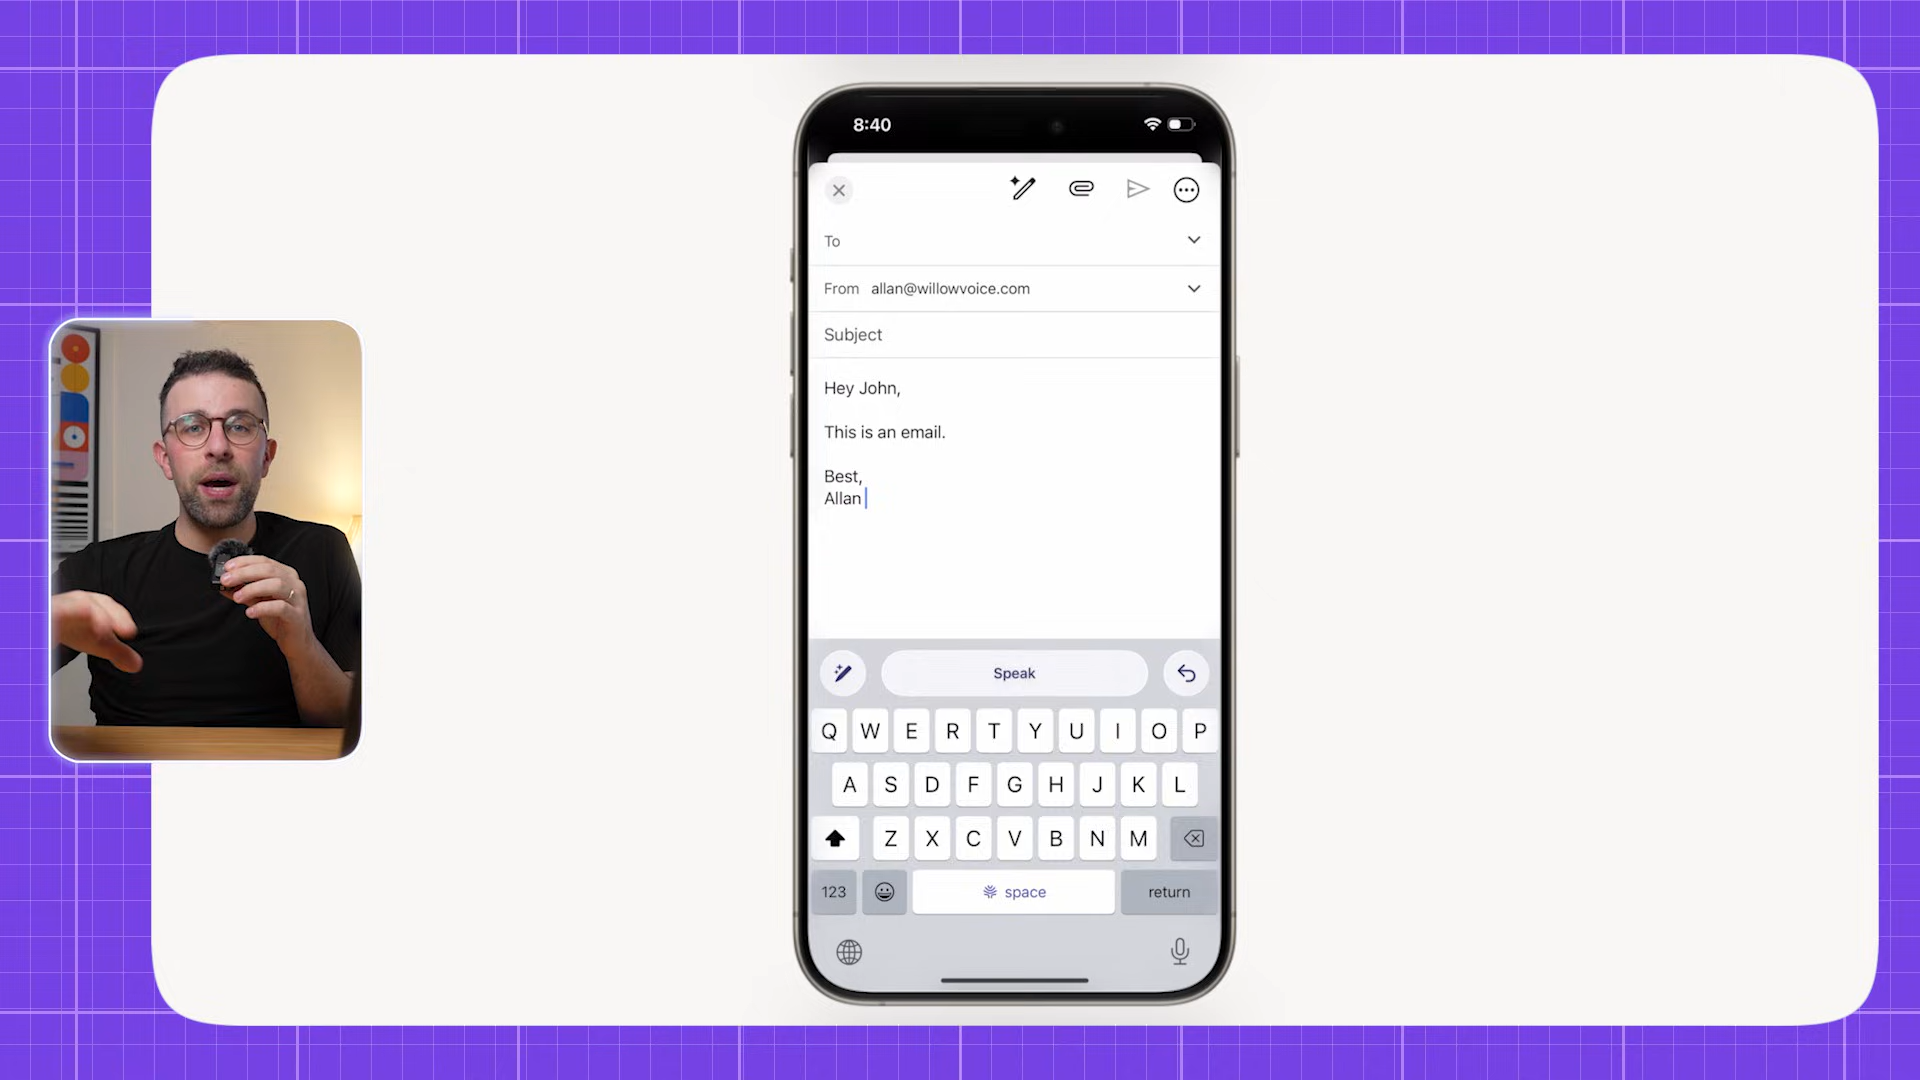 8:40
To
From allan@willowvoice.com
Subject
Hey John,
This is an email.
Best,
Allan
Speak
Q W E R T Y U I O P
A S D F G H J K L
Z X C V B N M
123 space return